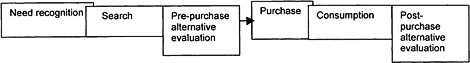 Need recognition
Search
Pre-purchase
alternative
evaluation
Purchase
Consumption
Post-
purchase
alternative
evaluation